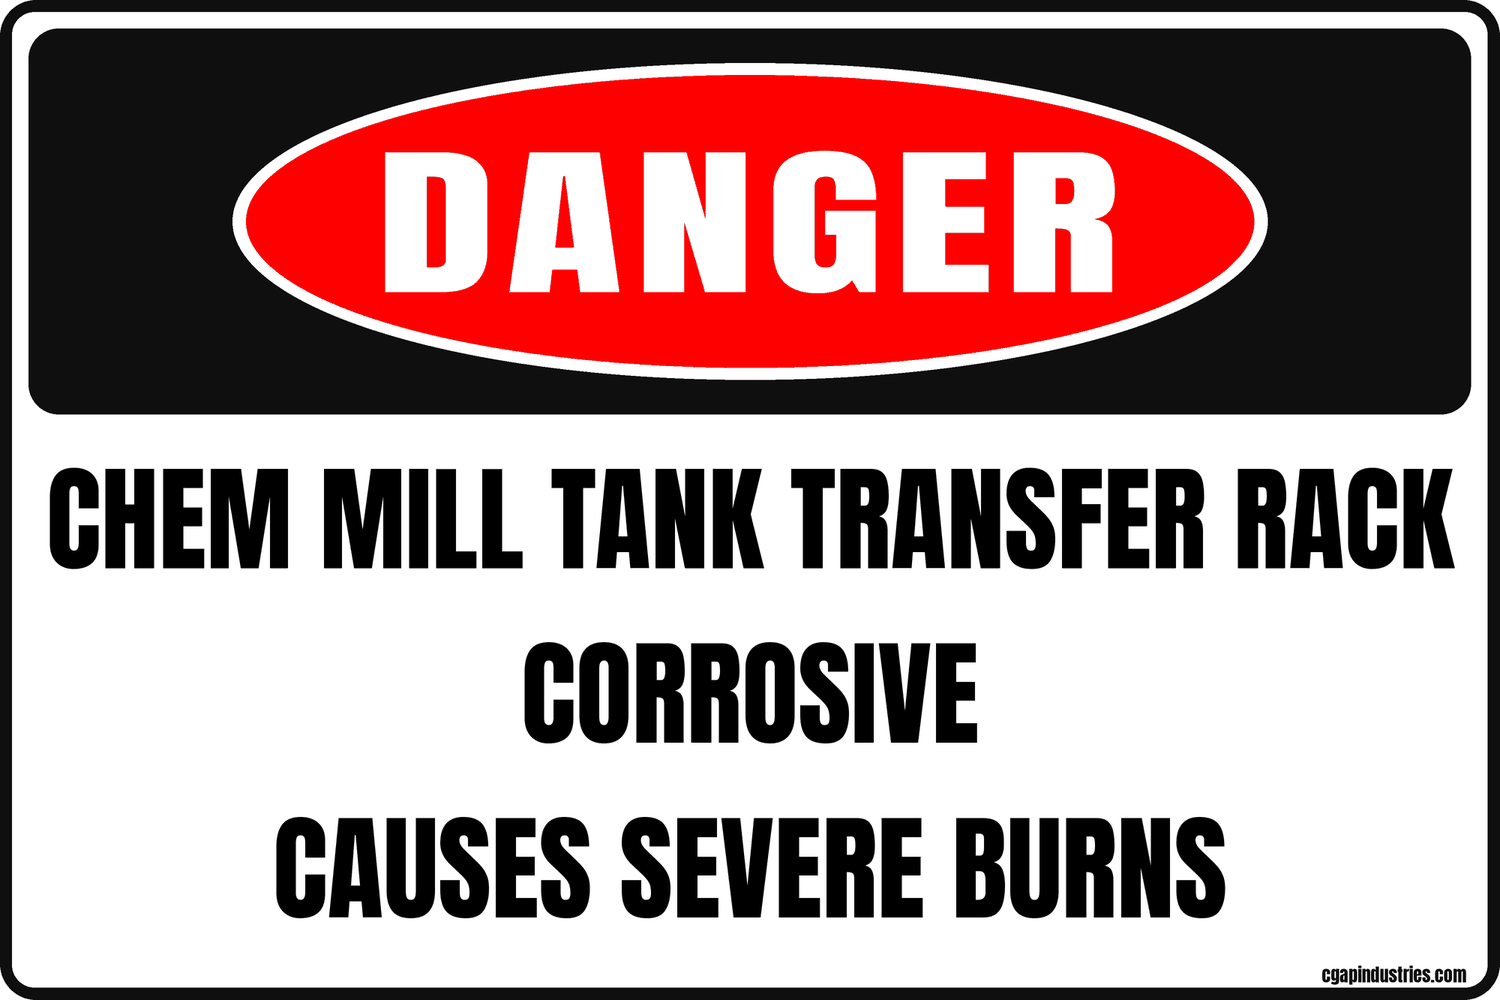 DANGER
CHEM MILL TANK TRANSFER RACK
CORROSIVE
CAUSES SEVERE BURNS
cgapindustries.com